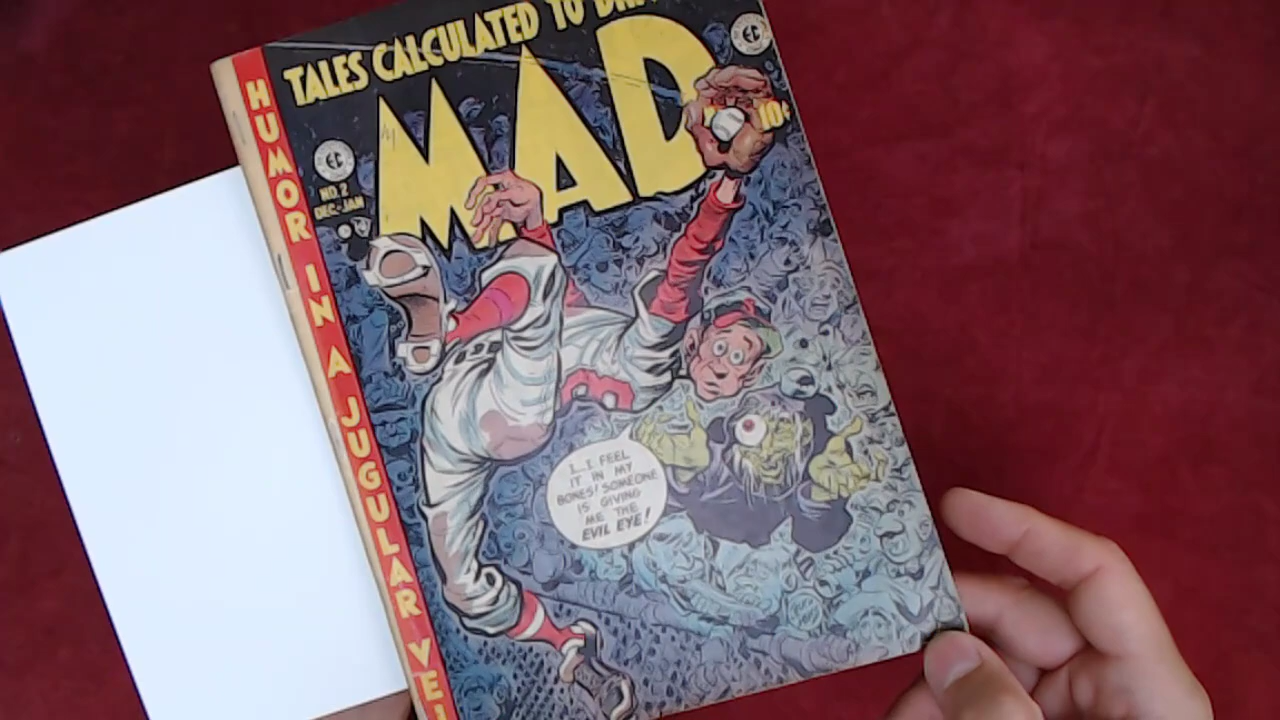 TALES CALCULATED TO
MAD
EC
10¢
EC
NO. 2
DEC.-JAN
HUMOR IN A JUGULAR VE
I...I FEEL
IT IN MY
BONES! SOMEONE
IS GIVING
ME THE
EVIL EYE!